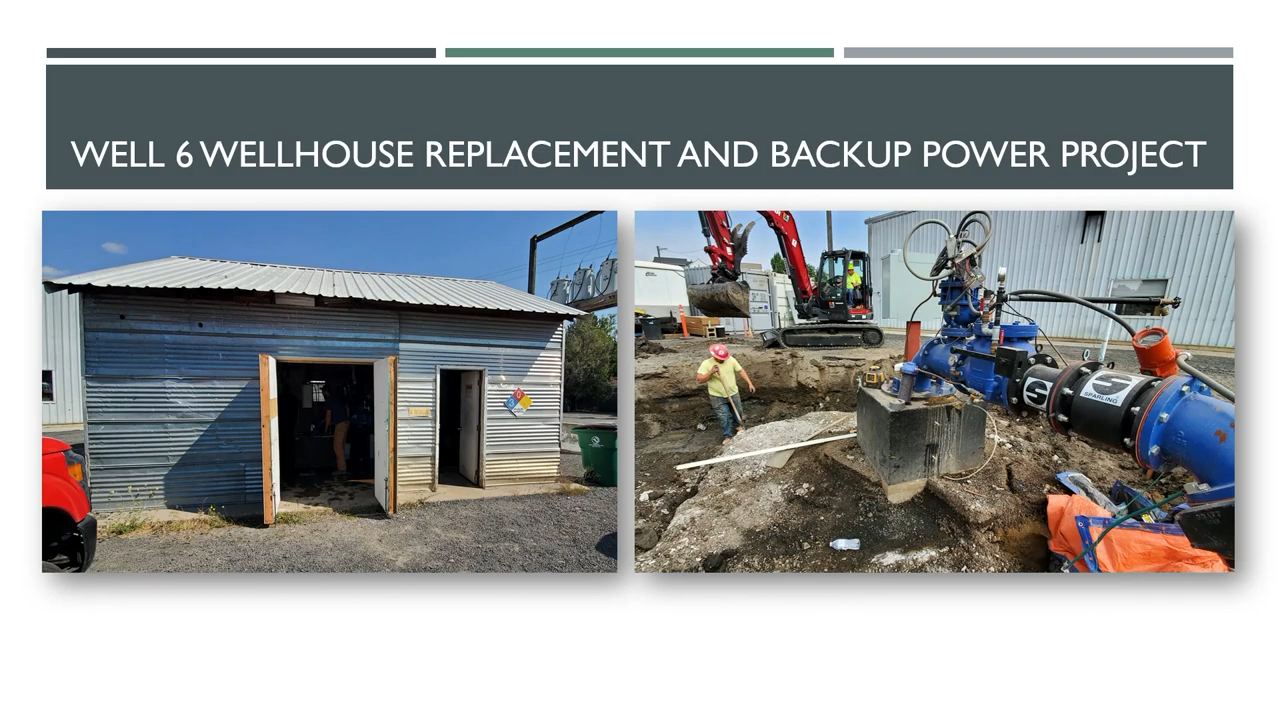 WELL 6 WELLHOUSE REPLACEMENT AND BACKUP POWER PROJECT
S
S
SPARLING